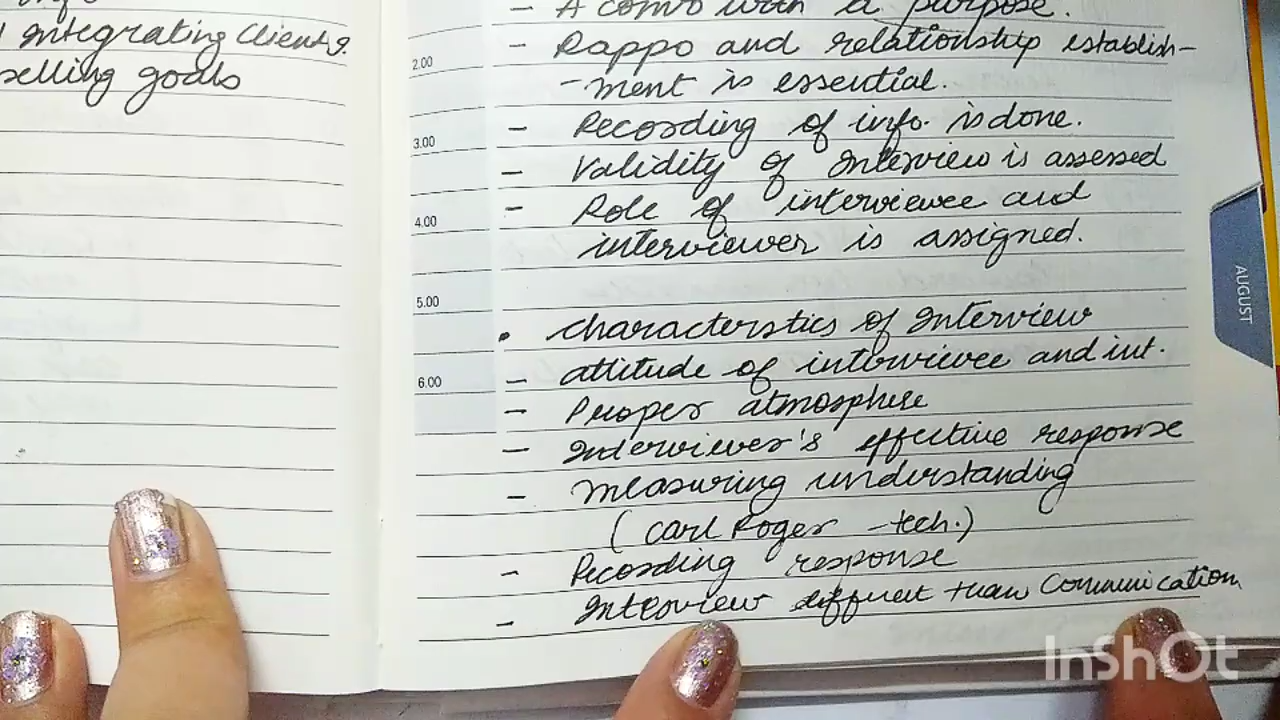 Integrating clients.
selling goals
- A conv with a purpose.
2.00
- Rappo and relationship establish-
-ment is essential.
3.00
- Recording of info. is done.
- Validity of Interview is assessed
4.00
- Role of interviewee and
interviewer is assigned.
5.00
• characterstics of Interview
6.00
- attitude of interviewee and int.
- Proper atmosphere
- Interviewer's effective response
- measuring understanding
(Carl Roger - tech.)
- Recording response
- Interview different than Communication
AUGUST
InShOt